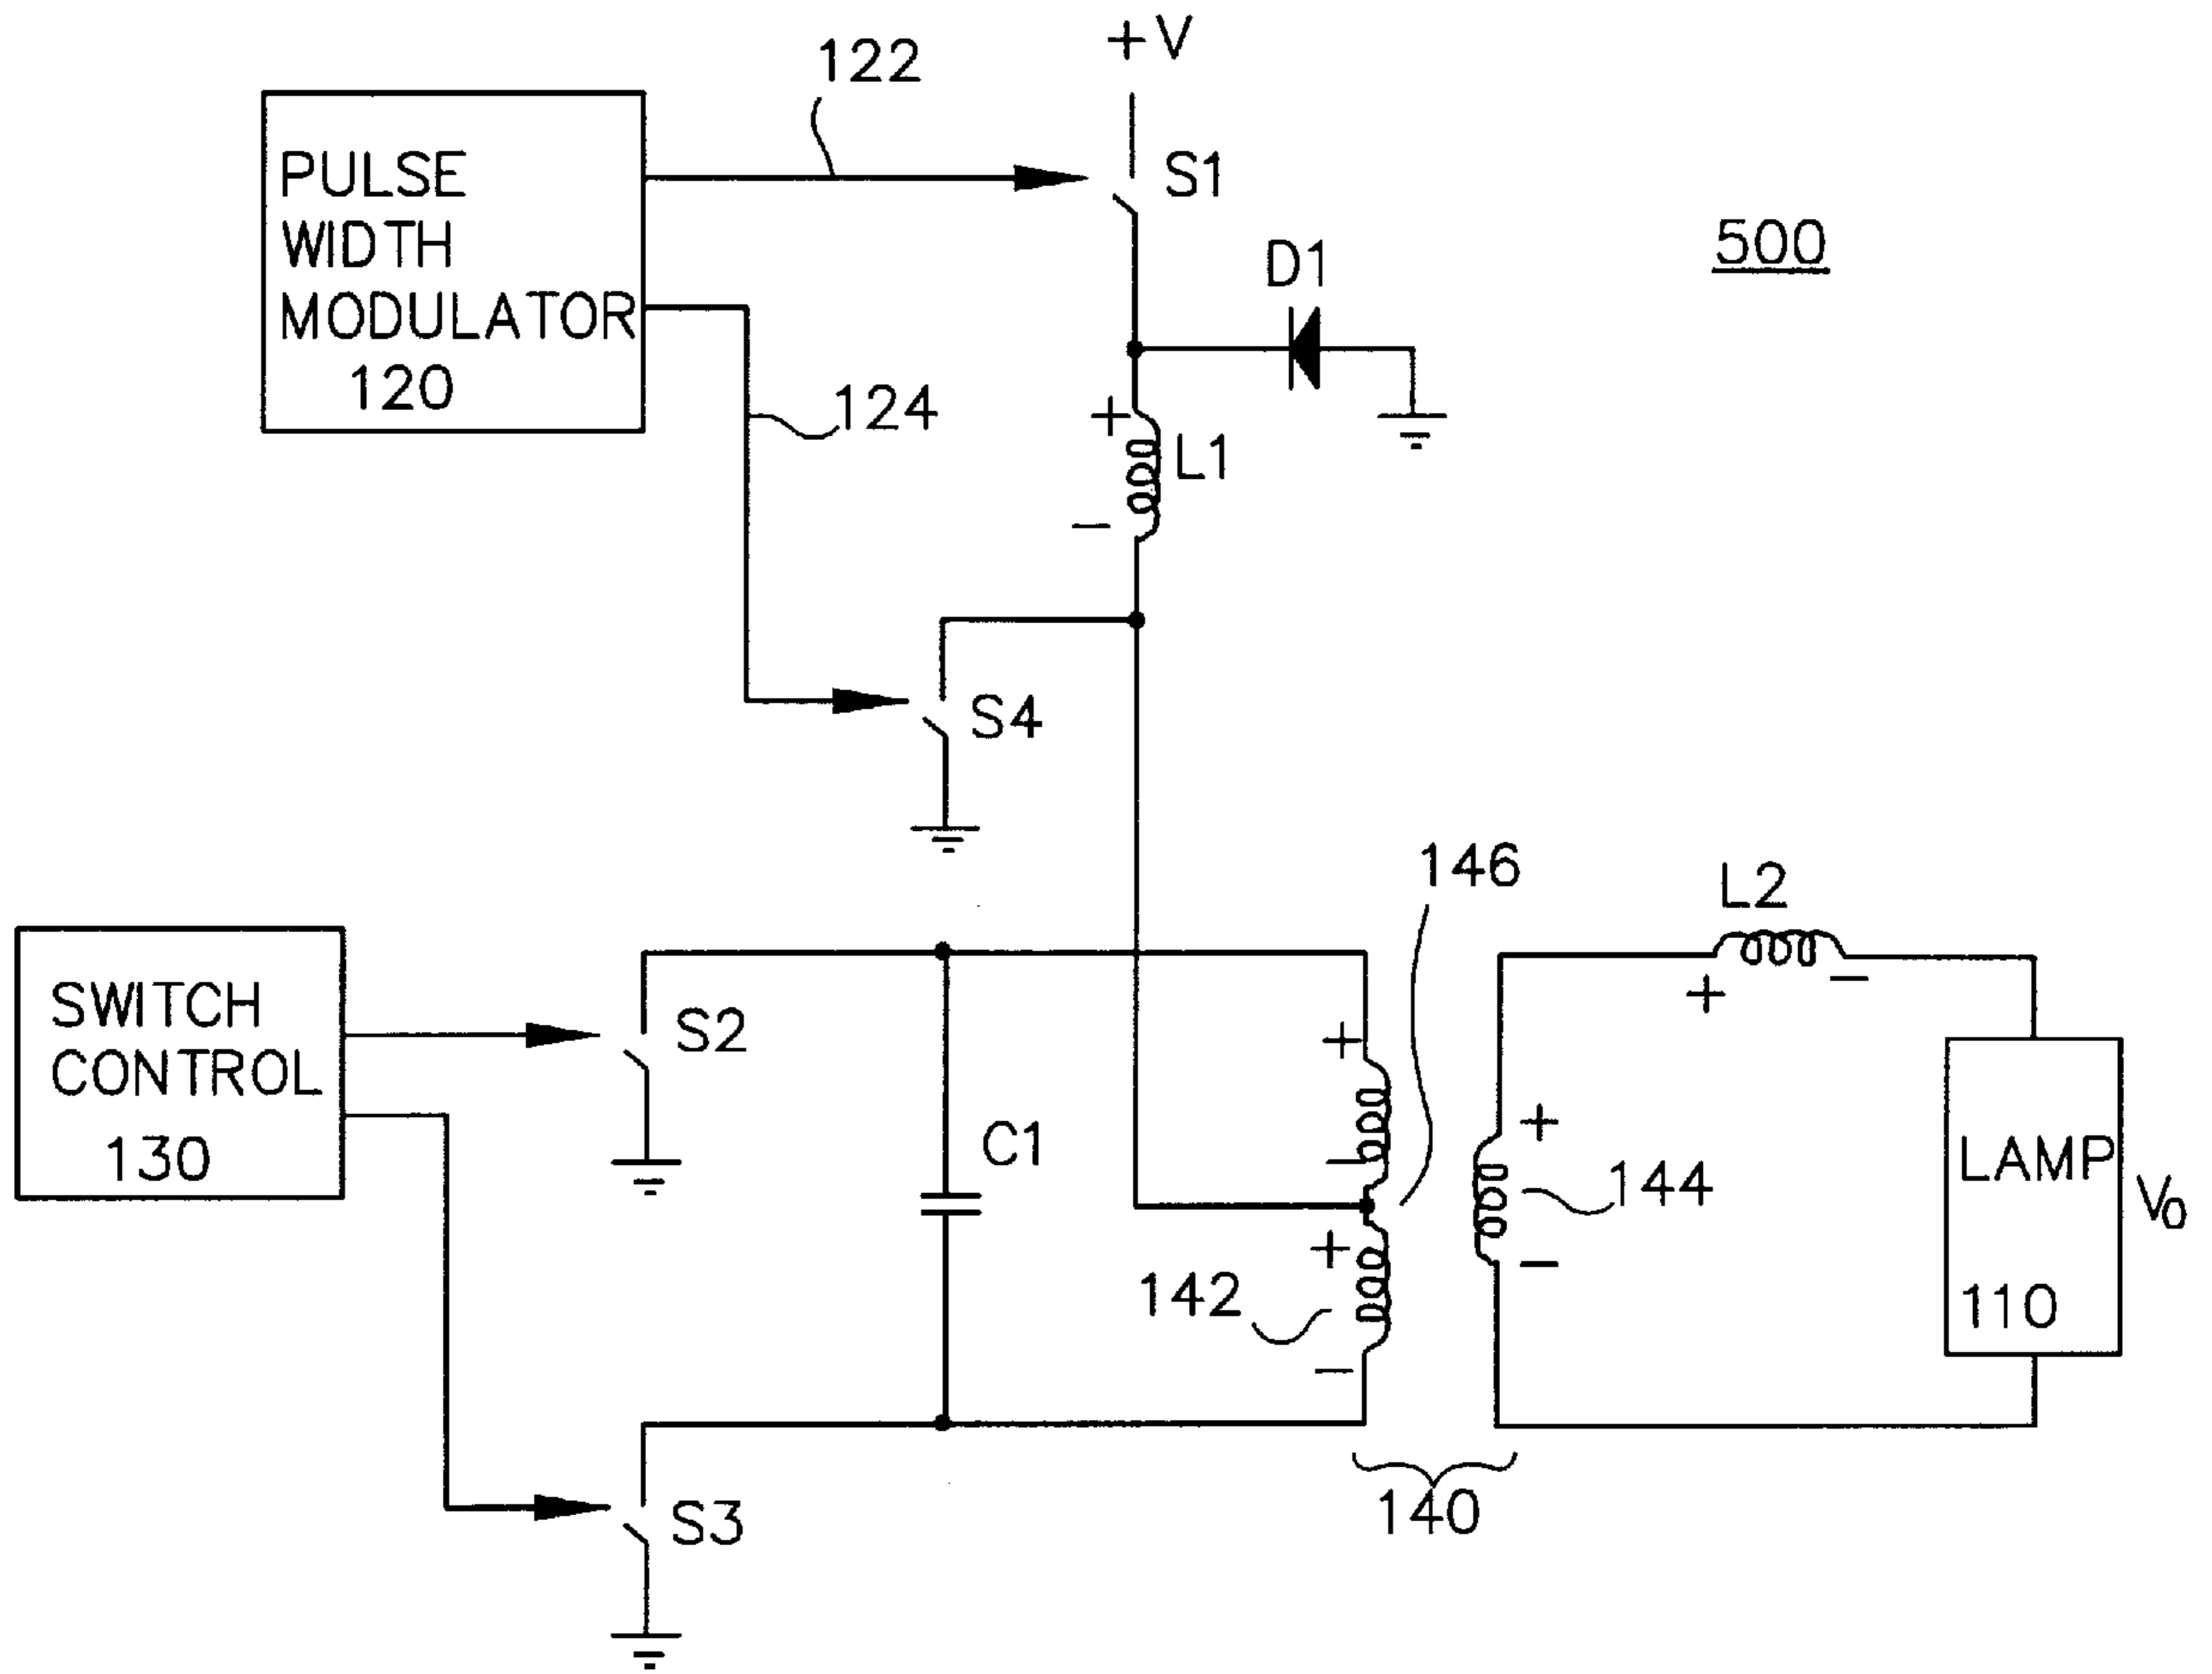 +V
122
PULSE
WIDTH
MODULATOR
120
S1
500
D1
124
+
L1
−
S4
146
L2
+ −
SWITCH
CONTROL
130
S2
+
−
C1
+
144
−
LAMP
110
V0
+
142
−
S3
140